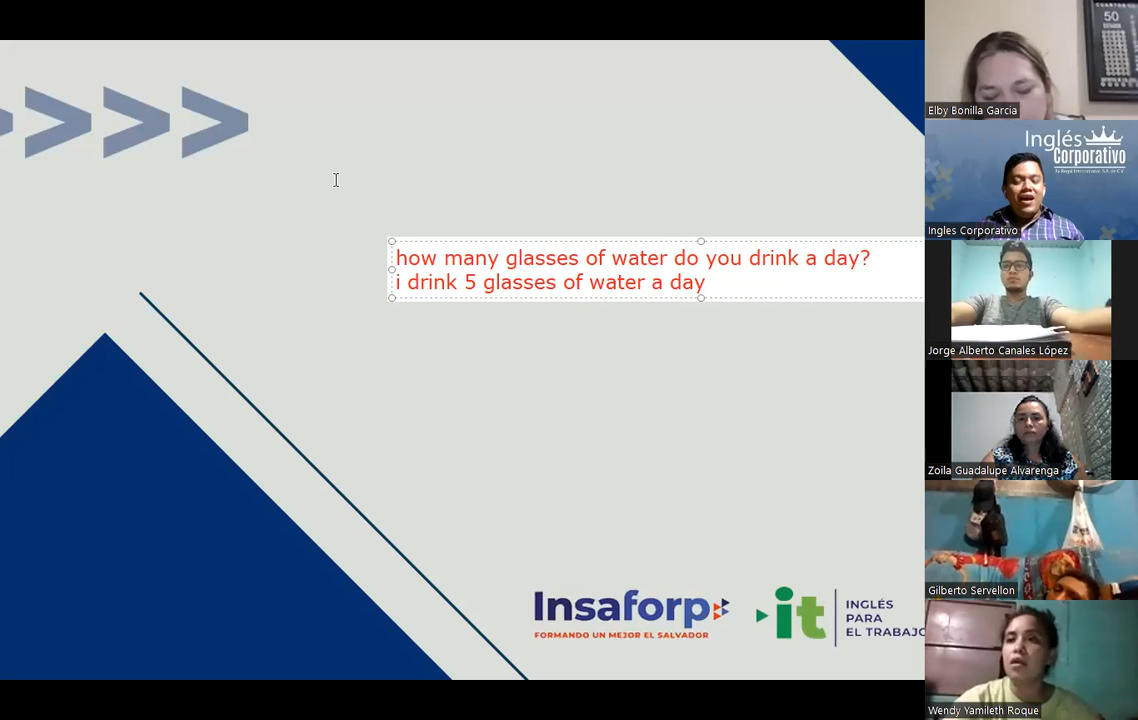 how many glasses of water do you drink a day?
i drink 5 glasses of water a day
Insaforp
FORMANDO UN MEJOR EL SALVADOR
it
INGLÉS
PARA
EL TRABAJO
50
Elby Bonilla Garcia
Inglés
Corporativo
Ingles Corporativo
Jorge Alberto Canales López
Zoila Guadalupe Alvarenga
Gilberto Servellon
Wendy Yamileth Roque